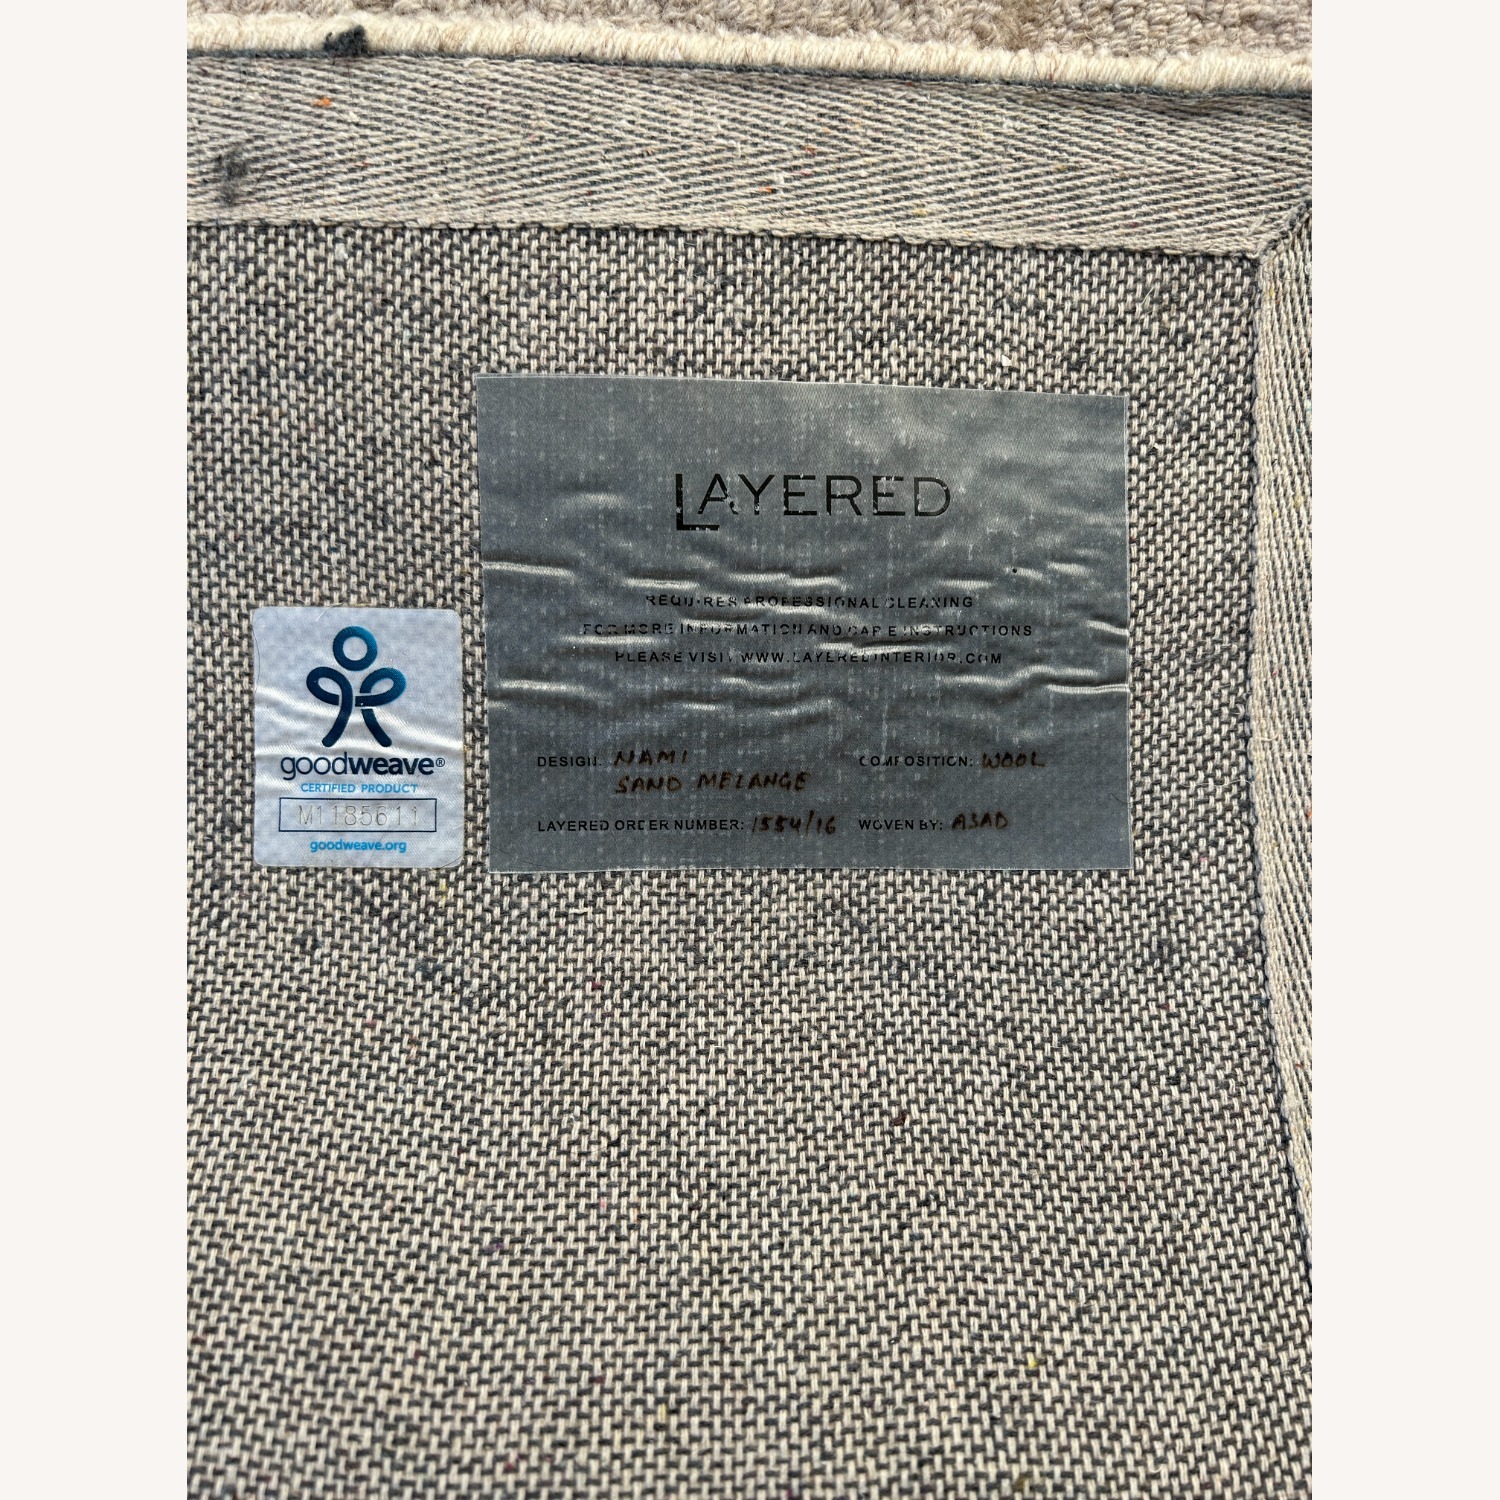 LAYERED
REQUIRES PROFESSIONAL CLEANING
FOR MORE INFORMATION AND CARE INSTRUCTIONS
PLEASE VISIT WWW.LAYEREDINTERIOR.COM
DESIGN: NAMI COMPOSITION: WOOL
SAND MELANGE
LAYERED ORDER NUMBER: 1554/16 WOVEN BY: ASAD
goodweave®
CERTIFIED PRODUCT
M1185611
goodweave.org